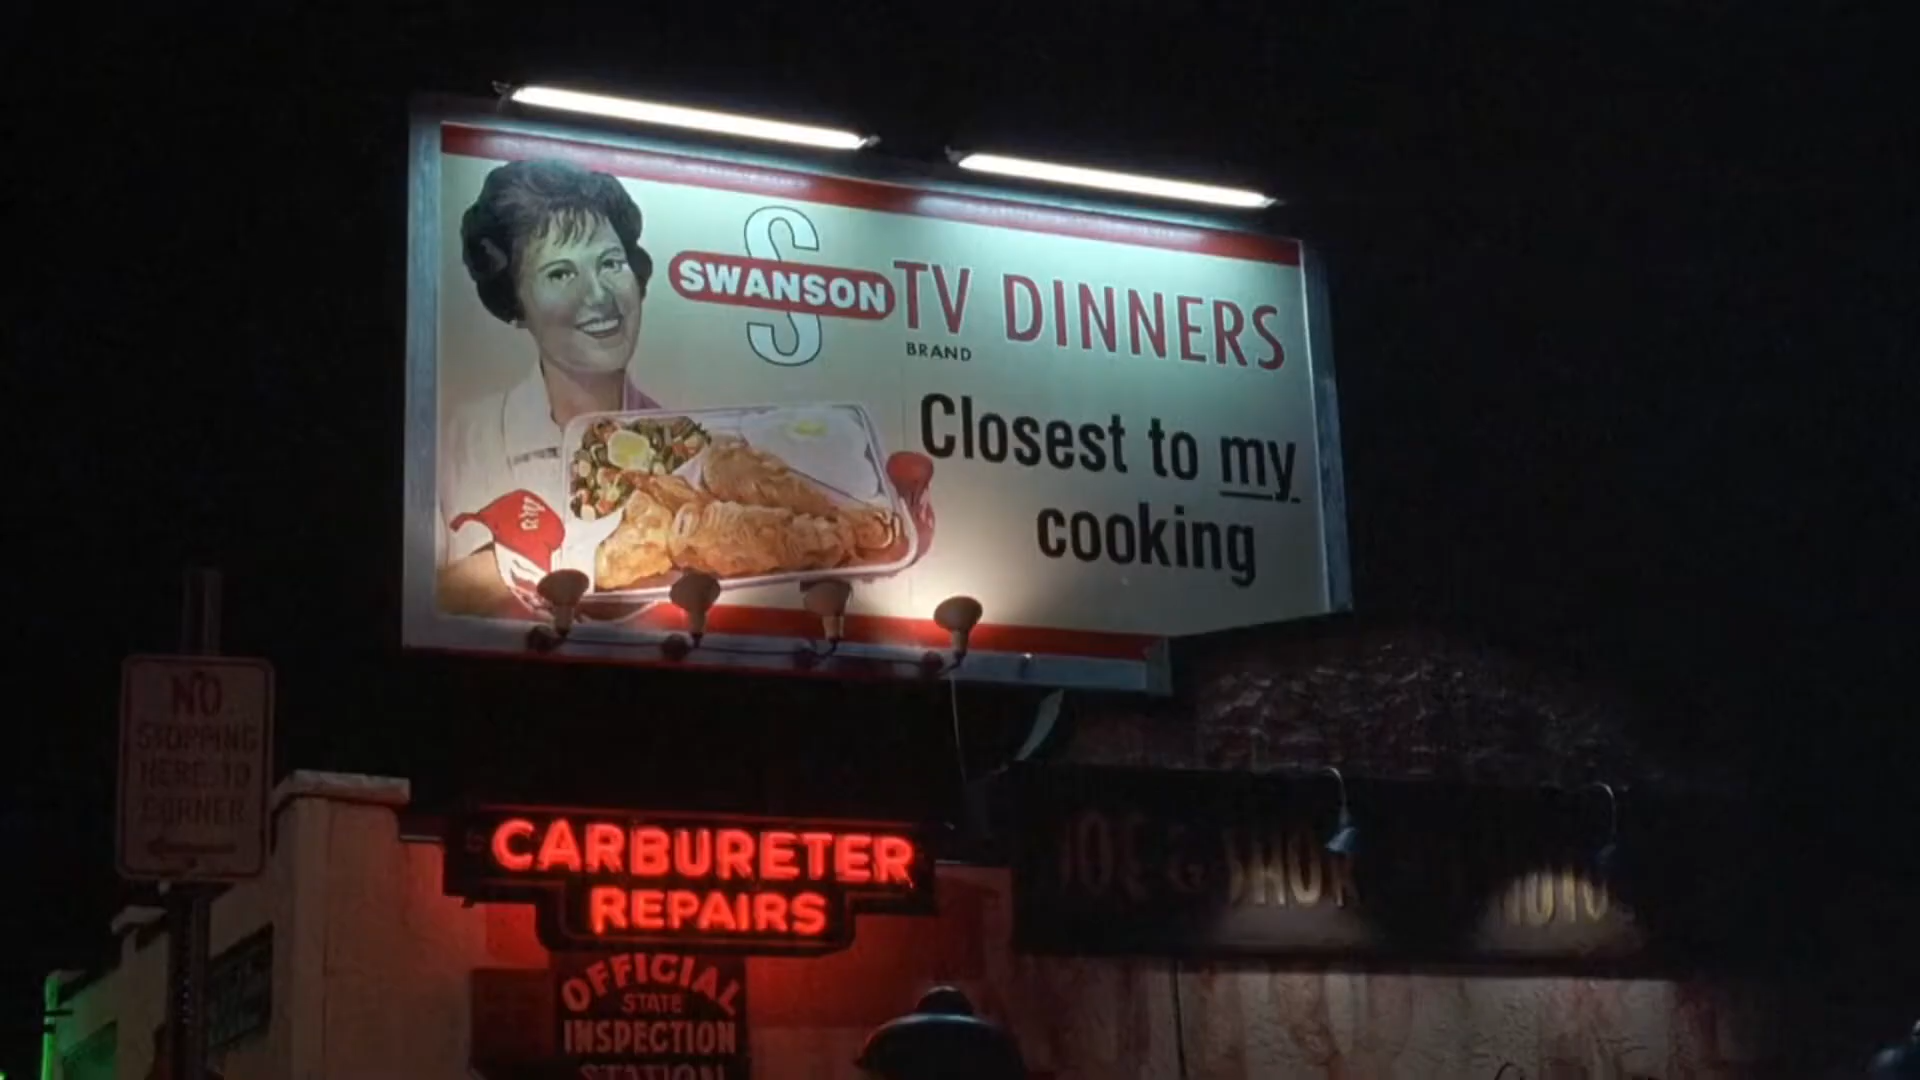 SWANSON TV DINNERS
BRAND
Closest to my
cooking
NO
STOPPING
HERE TO
CORNER
CARBURETER
REPAIRS
OFFICIAL
STATE
INSPECTION
STATION